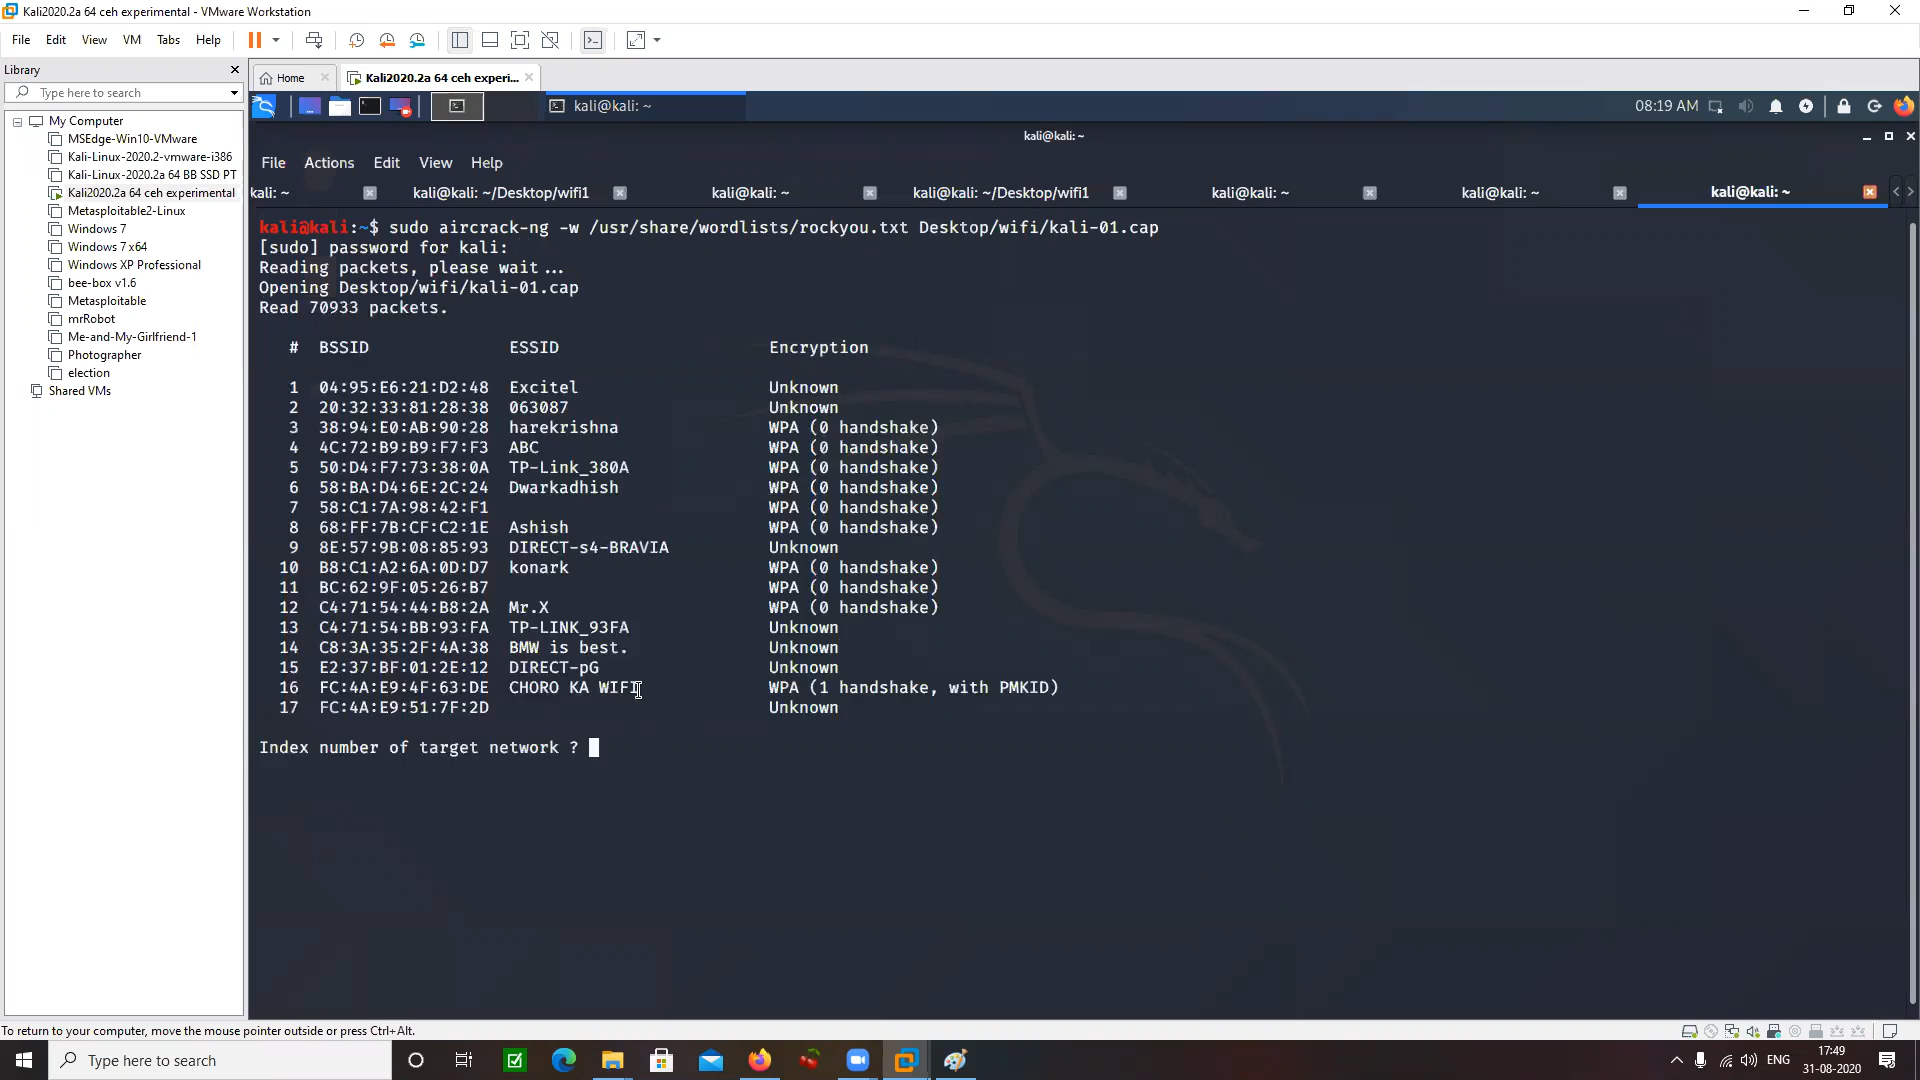 Kali2020.2a 64 ceh experimental - VMware Workstation
File Edit View VM Tabs Help
Library
Type here to search
My Computer
MSEdge-Win10-VMware
Kali-Linux-2020.2-vmware-i386
Kali-Linux-2020.2a 64 BB SSD PT
Kali2020.2a 64 ceh experimental
Metasploitable2-Linux
Windows 7
Windows 7 x64
Windows XP Professional
bee-box v1.6
Metasploitable
mrRobot
Me-and-My-Girlfriend-1
Photographer
election
Shared VMs
Home Kali2020.2a 64 ceh experi...
kali@kali: ~ 08:19 AM
kali@kali: ~
File Actions Edit View Help
kali: ~ kali@kali: ~/Desktop/wifi1 kali@kali: ~ kali@kali: ~/Desktop/wifi1 kali@kali: ~ kali@kali: ~ kali@kali: ~
kali@kali:~$ sudo aircrack-ng -w /usr/share/wordlists/rockyou.txt Desktop/wifi/kali-01.cap
[sudo] password for kali:
Reading packets, please wait...
Opening Desktop/wifi/kali-01.cap
Read 70933 packets.
# BSSID ESSID Encryption
1 04:95:E6:21:D2:48 Excitel Unknown
2 20:32:33:81:28:38 063087 Unknown
3 38:94:E0:AB:90:28 harekrishna WPA (0 handshake)
4 4C:72:B9:B9:F7:F3 ABC WPA (0 handshake)
5 50:D4:F7:73:38:0A TP-Link_380A WPA (0 handshake)
6 58:BA:D4:6E:2C:24 Dwarkadhish WPA (0 handshake)
7 58:C1:7A:98:42:F1 WPA (0 handshake)
8 68:FF:7B:CF:C2:1E Ashish WPA (0 handshake)
9 8E:57:9B:08:85:93 DIRECT-s4-BRAVIA Unknown
10 B8:C1:A2:6A:0D:D7 konark WPA (0 handshake)
11 BC:62:9F:05:26:B7 WPA (0 handshake)
12 C4:71:54:44:B8:2A Mr.X WPA (0 handshake)
13 C4:71:54:BB:93:FA TP-LINK_93FA Unknown
14 C8:3A:35:2F:4A:38 BMW is best. Unknown
15 E2:37:BF:01:2E:12 DIRECT-pG Unknown
16 FC:4A:E9:4F:63:DE CHORO KA WIFI WPA (1 handshake, with PMKID)
17 FC:4A:E9:51:7F:2D Unknown
Index number of target network ?
To return to your computer, move the mouse pointer outside or press Ctrl+Alt.
Type here to search
ENG
17:49
31-08-2020